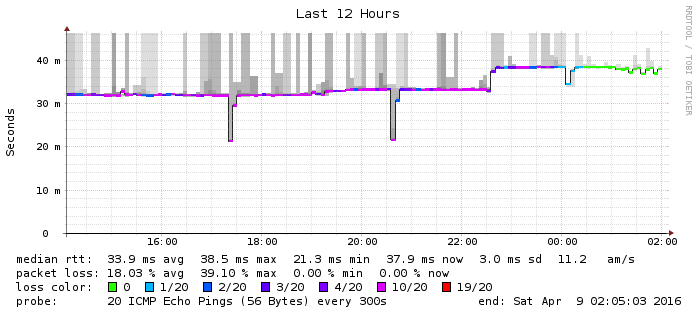 Last 12 Hours
RRDTOOL / TOBI OETIKER
Seconds
40 m
30 m
20 m
10 m
0
16:00 18:00 20:00 22:00 00:00 02:00
median rtt: 33.9 ms avg 38.5 ms max 21.3 ms min 37.9 ms now 3.0 ms sd 11.2 am/s
packet loss: 18.03 % avg 39.10 % max 0.00 % min 0.00 % now
loss color: 0 1/20 2/20 3/20 4/20 10/20 19/20
probe: 20 ICMP Echo Pings (56 Bytes) every 300s end: Sat Apr 9 02:05:03 2016